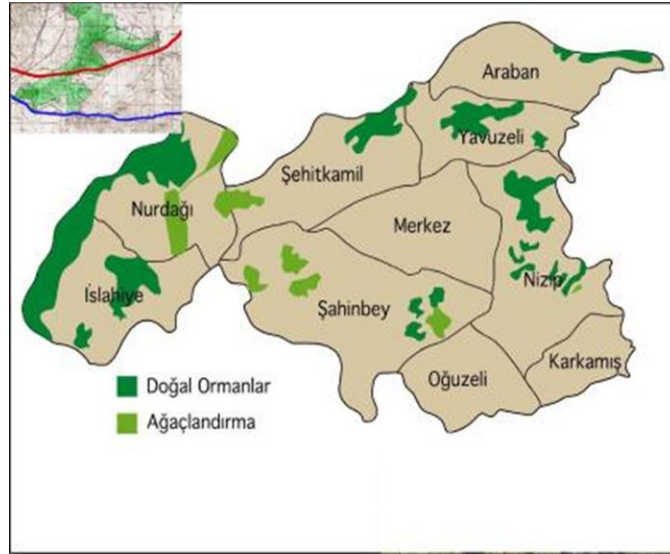 Araban
Yavuzeli
Şehitkamil
Nurdağı
Merkez
İslahiye
Nizip
Şahinbey
Karkamış
Oğuzeli
Doğal Ormanlar
Ağaçlandırma